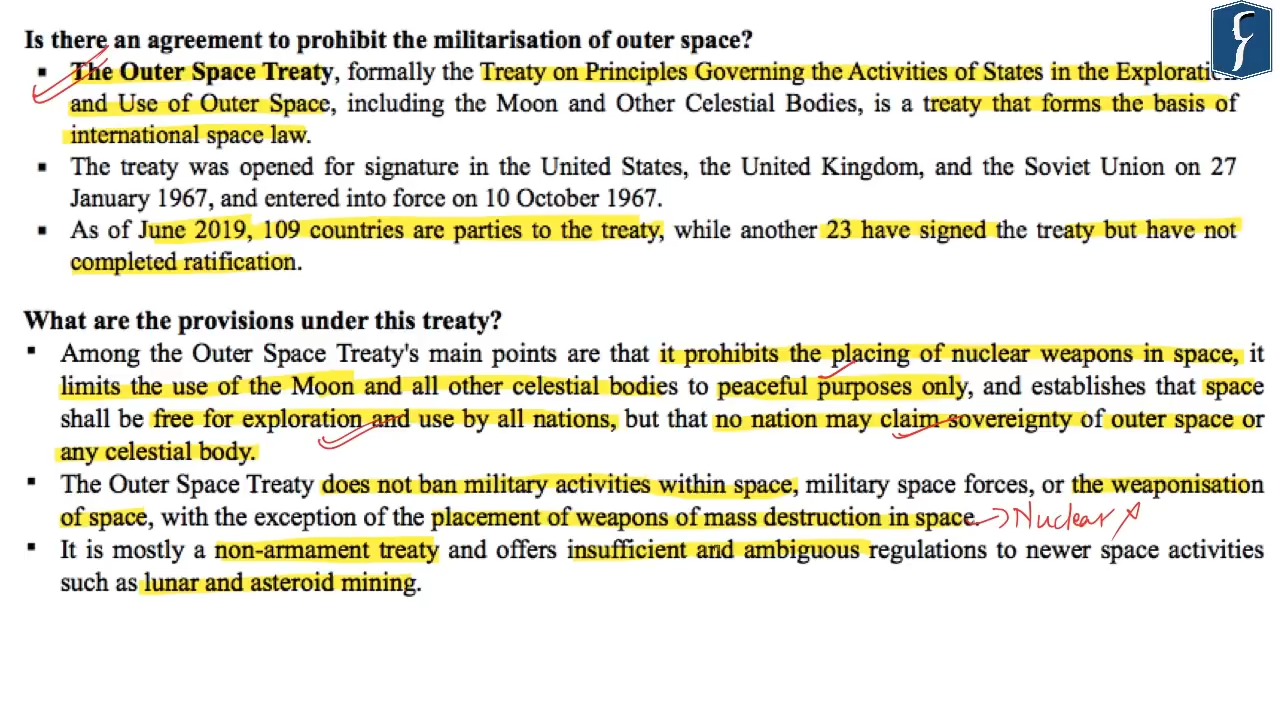 Is there an agreement to prohibit the militarisation of outer space?
▪ The Outer Space Treaty, formally the Treaty on Principles Governing the Activities of States in the Exploration
and Use of Outer Space, including the Moon and Other Celestial Bodies, is a treaty that forms the basis of
international space law.
▪ The treaty was opened for signature in the United States, the United Kingdom, and the Soviet Union on 27
January 1967, and entered into force on 10 October 1967.
▪ As of June 2019, 109 countries are parties to the treaty, while another 23 have signed the treaty but have not
completed ratification.
What are the provisions under this treaty?
▪ Among the Outer Space Treaty's main points are that it prohibits the placing of nuclear weapons in space, it
limits the use of the Moon and all other celestial bodies to peaceful purposes only, and establishes that space
shall be free for exploration and use by all nations, but that no nation may claim sovereignty of outer space or
any celestial body.
▪ The Outer Space Treaty does not ban military activities within space, military space forces, or the weaponisation
of space, with the exception of the placement of weapons of mass destruction in space. → Nuclear X
▪ It is mostly a non-armament treaty and offers insufficient and ambiguous regulations to newer space activities
such as lunar and asteroid mining.